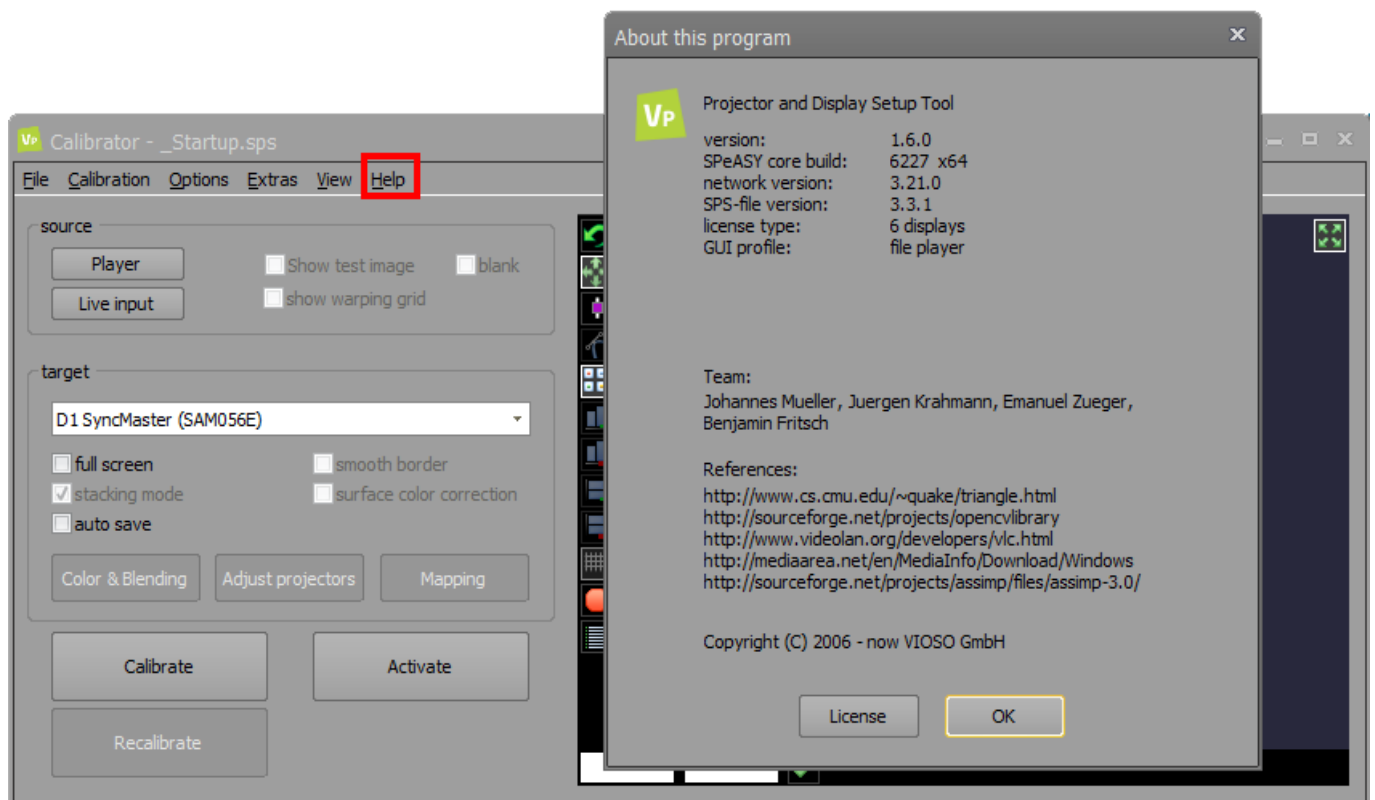 Calibrator - _Startup.sps
File Calibration Options Extras View Help
source
Player
Show test image
blank
Live input
show warping grid
target
D1 SyncMaster (SAM056E)
full screen
smooth border
stacking mode
surface color correction
auto save
Color & Blending
Adjust projectors
Mapping
Calibrate
Activate
Recalibrate
About this program
VP
Projector and Display Setup Tool
version: 1.6.0
SPeASY core build: 6227 x64
network version: 3.21.0
SPS-file version: 3.3.1
license type: 6 displays
GUI profile: file player
Team:
Johannes Mueller, Juergen Krahmann, Emanuel Zueger,
Benjamin Fritsch
References:
http://www.cs.cmu.edu/~quake/triangle.html
http://sourceforge.net/projects/opencvlibrary
http://www.videolan.org/developers/vlc.html
http://mediaarea.net/en/MediaInfo/Download/Windows
http://sourceforge.net/projects/assimp/files/assimp-3.0/
Copyright (C) 2006 - now VIOSO GmbH
License
OK